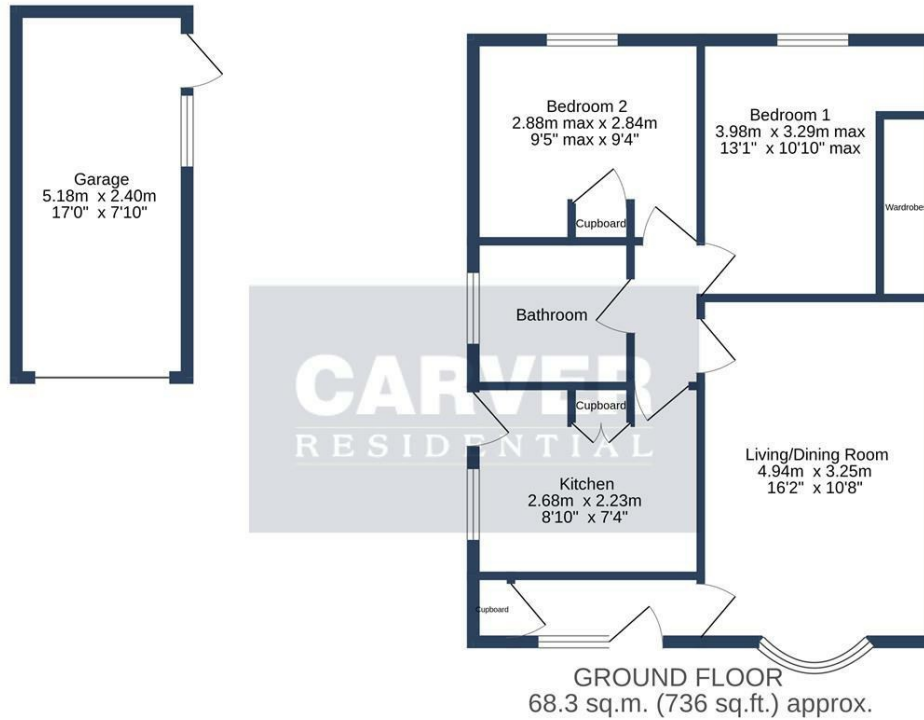 Garage
5.18m x 2.40m
17'0" x 7'10"
Bedroom 2
2.88m max x 2.84m
9'5" max x 9'4"
Cupboard
Bedroom 1
3.98m x 3.29m max
13'1" x 10'10" max
Wardrobes
Bathroom
CARVER
RESIDENTIAL
Cupboard
Kitchen
2.68m x 2.23m
8'10" x 7'4"
Living/Dining Room
4.94m x 3.25m
16'2" x 10'8"
Cupboard
GROUND FLOOR
68.3 sq.m. (736 sq.ft.) approx.